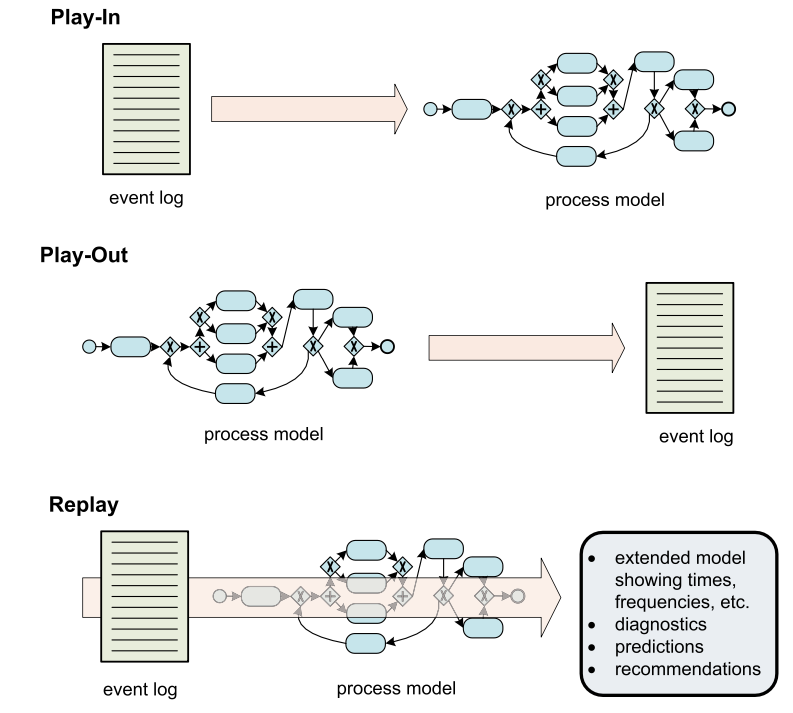 Play-In
event log
process model
Play-Out
process model
event log
Replay
event log
process model
• extended model
showing times,
frequencies, etc.
• diagnostics
• predictions
• recommendations